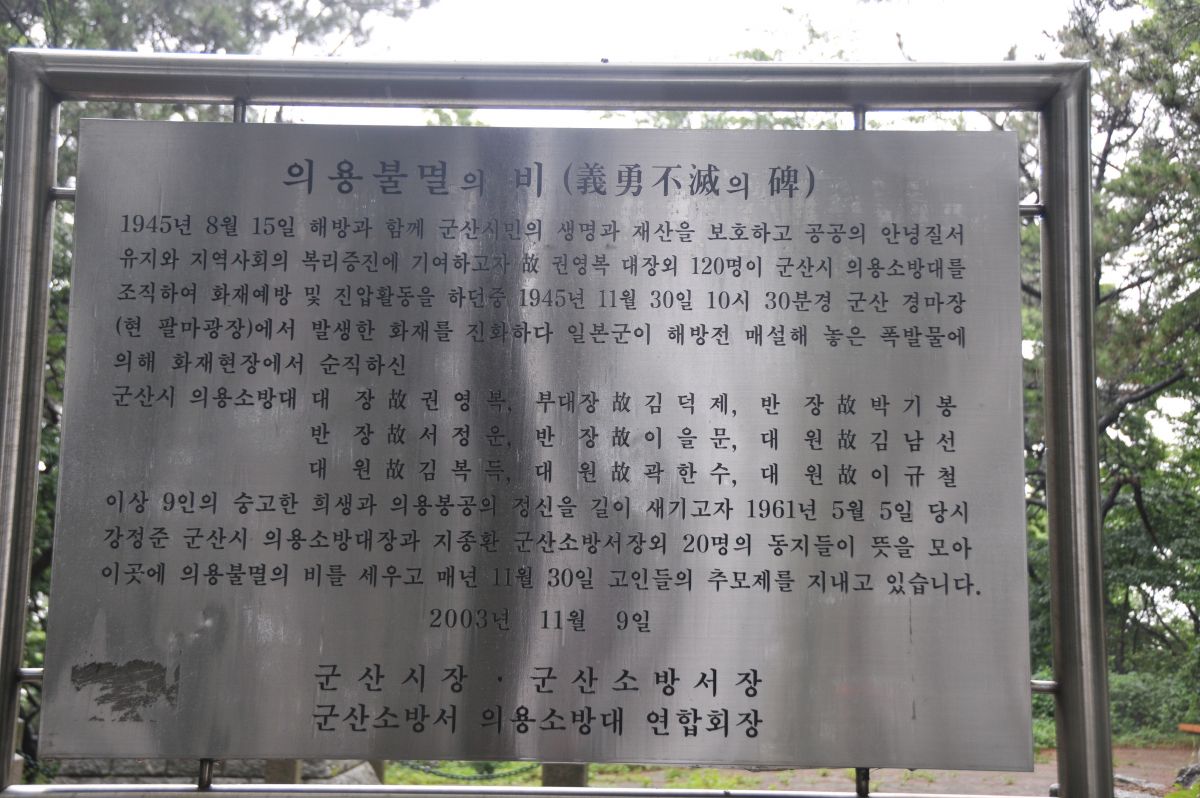 의용불멸의 비 (義勇不滅의 碑)
1945년 8월 15일 해방과 함께 군산시민의 생명과 재산을 보호하고 공공의 안녕질서
유지와 지역사회의 복리증진에 기여하고자 故 권영복 대장외 120명이 군산시 의용소방대를
조직하여 화재예방 및 진압활동을 하던중 1945년 11월 30일 10시 30분경 군산 경마장
(현 팔마광장)에서 발생한 화재를 진화하다 일본군이 해방전 매설해 놓은 폭발물에
의해 화재현장에서 순직하신
군산시 의용소방대 대 장 故 권 영 복, 부대장 故 김 덕 제, 반 장 故 박 기 봉
반 장 故 서 정 운, 반 장 故 이 을 문, 대 원 故 김 남 선
대 원 故 김 복 득, 대 원 故 곽 한 수, 대 원 故 이 규 철
이상 9인의 숭고한 희생과 의용봉공의 정신을 길이 새기고자 1961년 5월 5일 당시
강정준 군산시 의용소방대장과 지종환 군산소방서장외 20명의 동지들이 뜻을 모아
이곳에 의용불멸의 비를 세우고 매년 11월 30일 고인들의 추모제를 지내고 있습니다.
2003년 11월 9일
군 산 시 장 · 군 산 소 방 서 장
군산소방서 의용소방대 연합회장